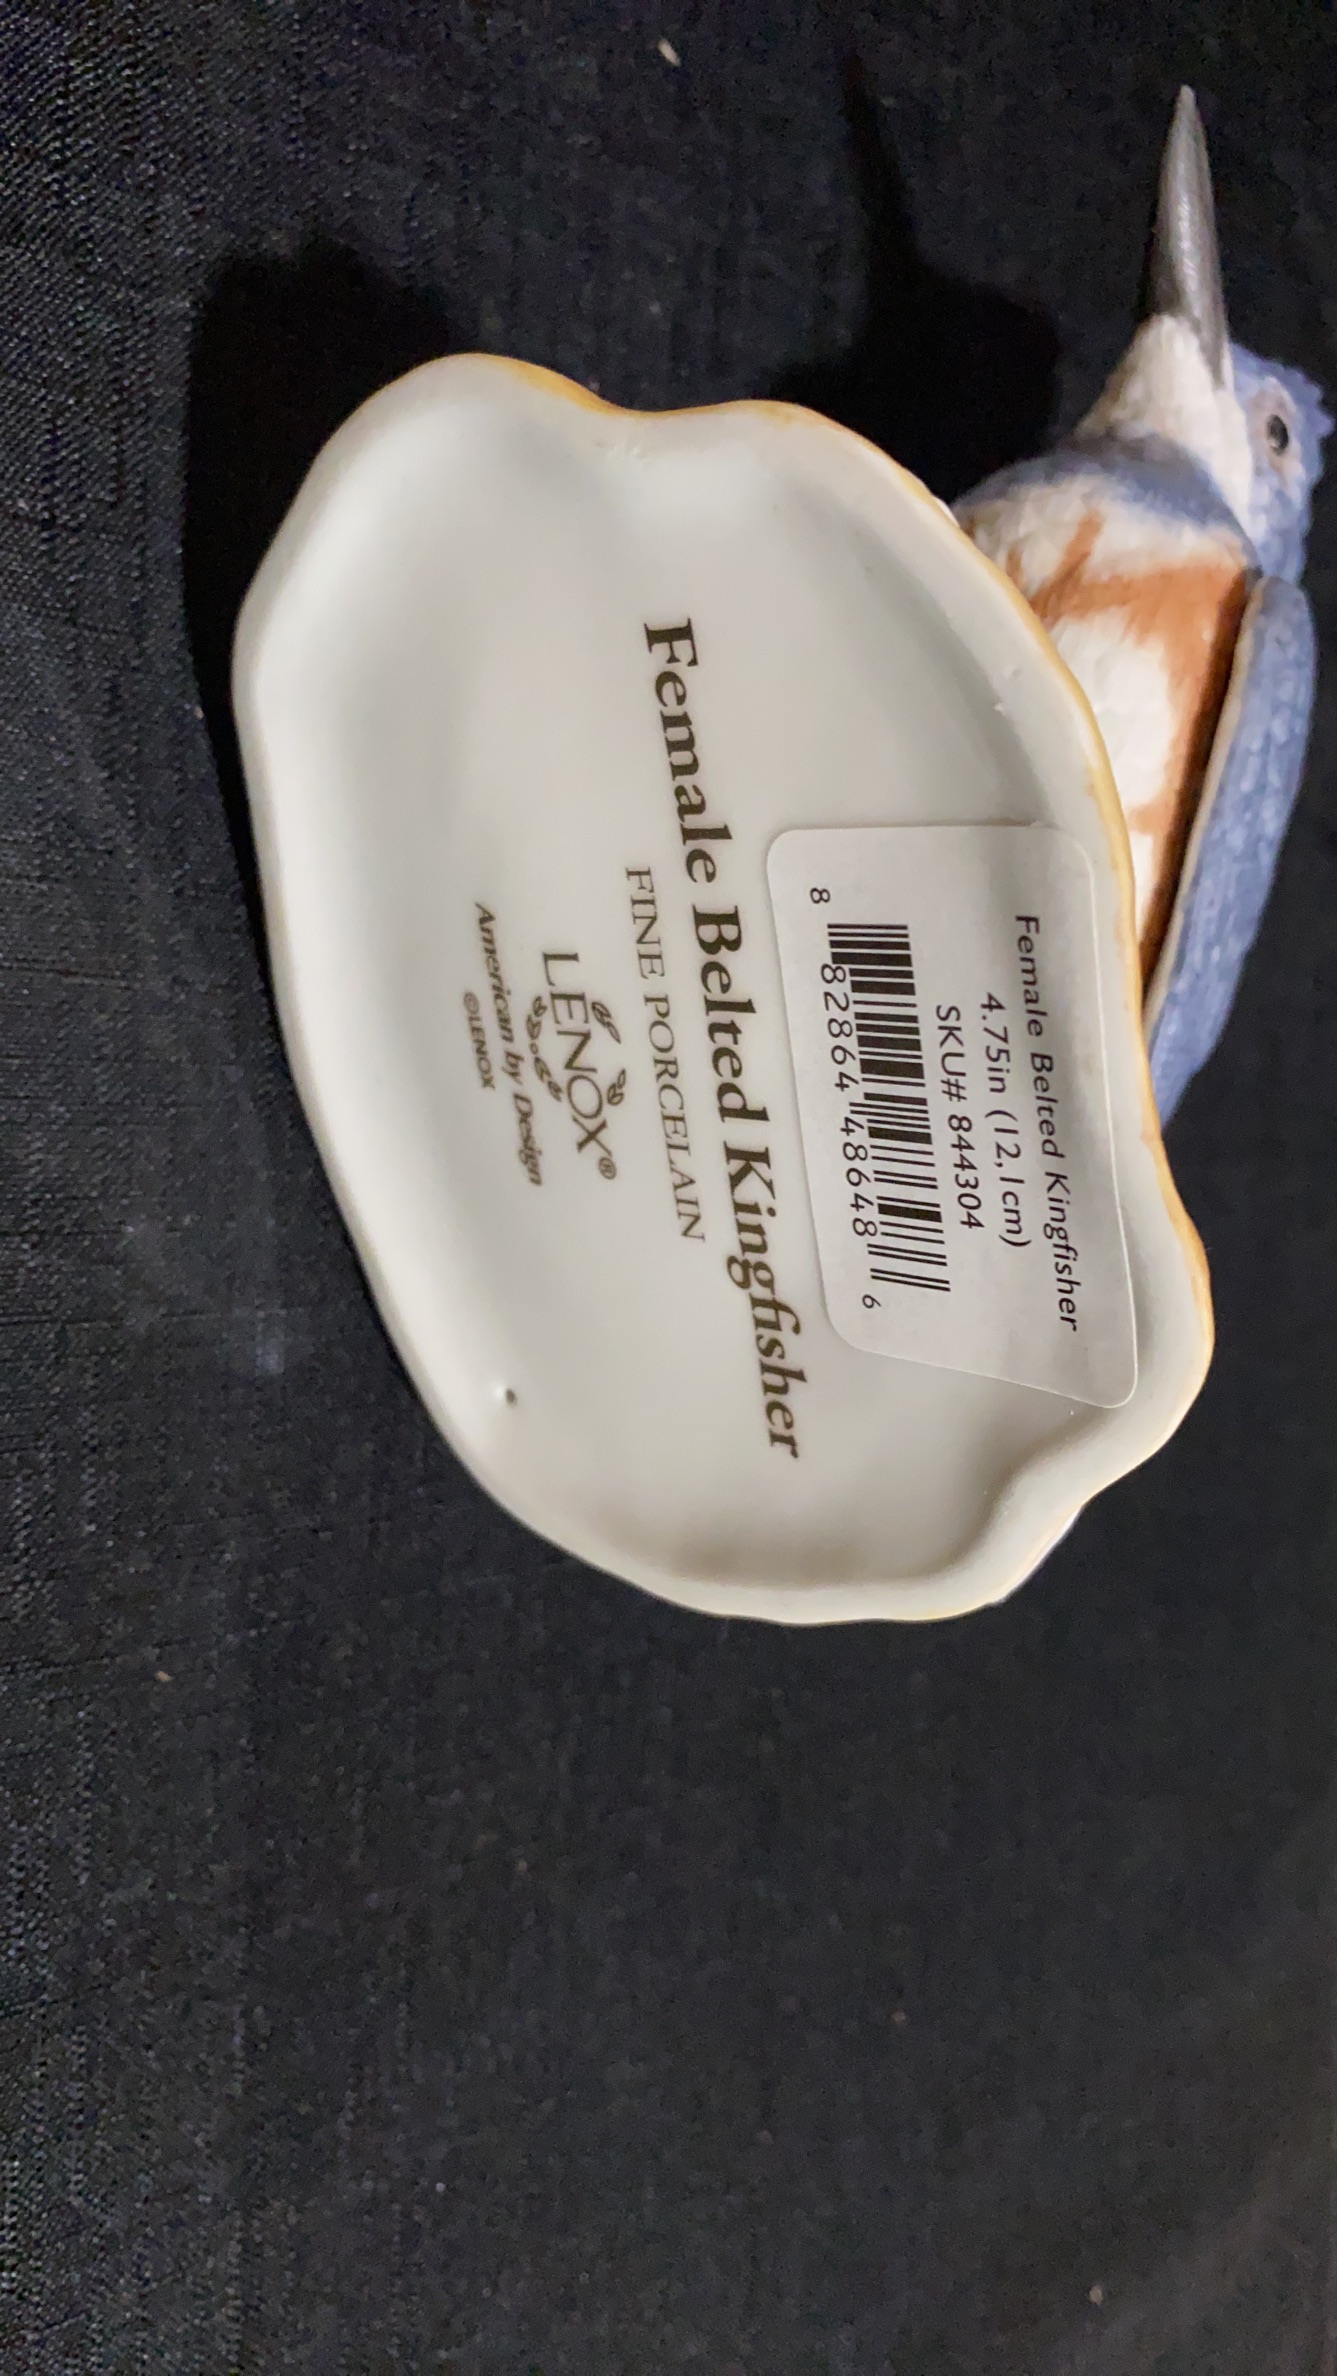 Female Belted Kingfisher
4.75in (12,1cm)
SKU# 844304
8 82864 48648 6
Female Belted Kingfisher
FINE PORCELAIN
LENOX®
American by Design
©LENOX